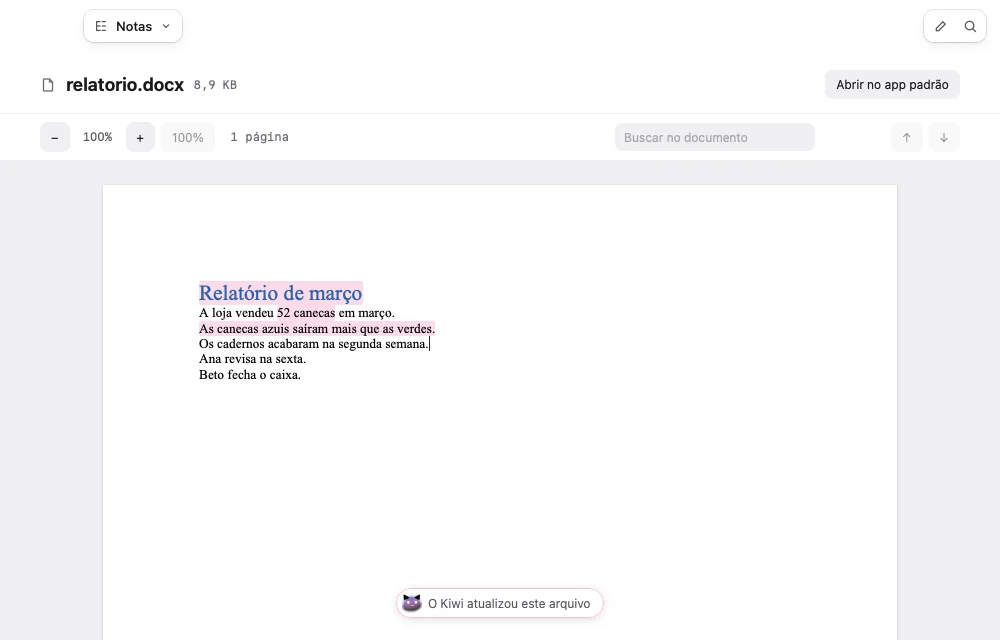 Notas
relatorio.docx 8,9 KB
Abrir no app padrão
− 100% + 100% 1 página
Buscar no documento
Relatório de março
A loja vendeu 52 canecas em março.
As canecas azuis saíram mais que as verdes.
Os cadernos acabaram na segunda semana.
Ana revisa na sexta.
Beto fecha o caixa.
O Kiwi atualizou este arquivo